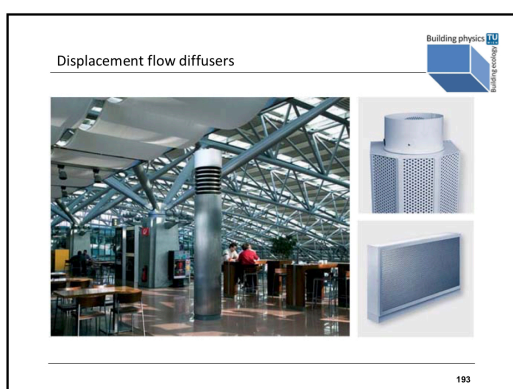 Building physics TU
Building ecology
Displacement flow diffusers
193